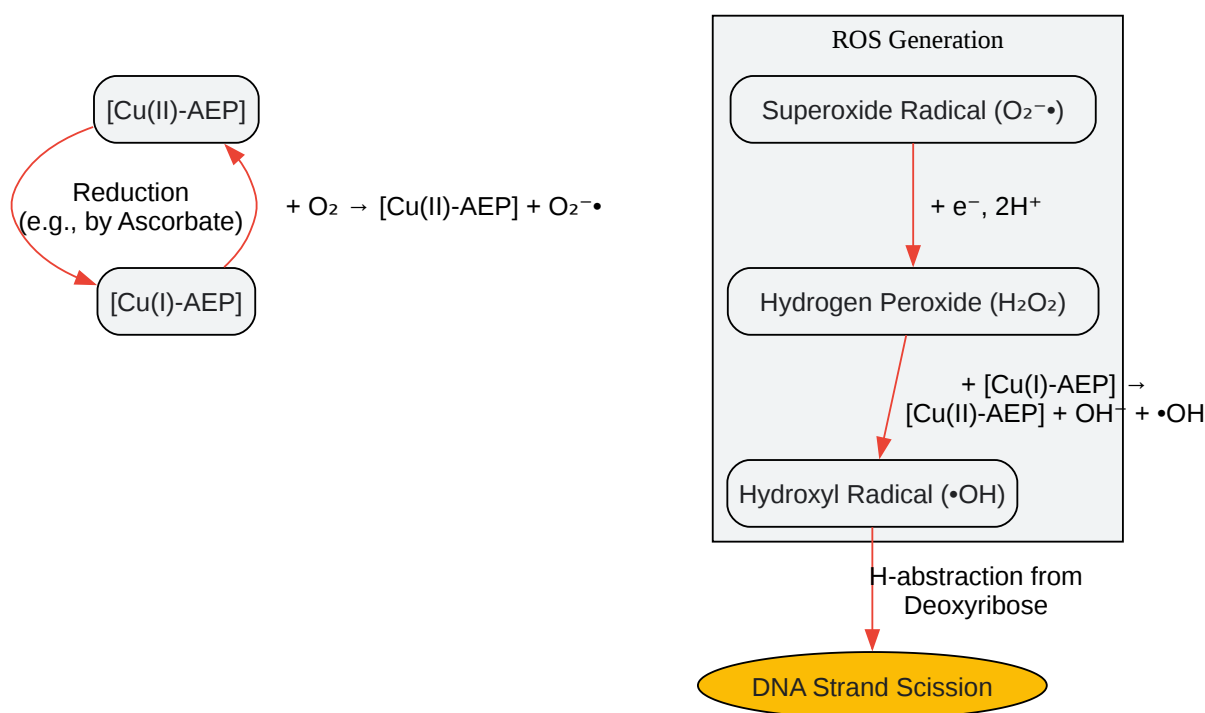 [Cu(II)-AEP]
Reduction
(e.g., by Ascorbate)
+ O₂ → [Cu(II)-AEP] + O₂⁻•
[Cu(I)-AEP]
ROS Generation
Superoxide Radical (O₂⁻•)
+ e⁻, 2H⁺
Hydrogen Peroxide (H₂O₂)
+ [Cu(I)-AEP] →
[Cu(II)-AEP] + OH⁻ + •OH
Hydroxyl Radical (•OH)
H-abstraction from
Deoxyribose
DNA Strand Scission